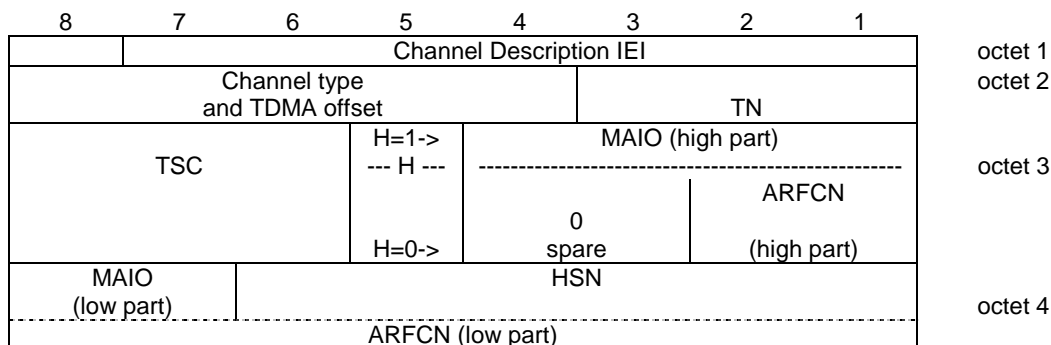 8 7 6 5 4 3 2 1
Channel Description IEI octet 1
Channel type octet 2
and TDMA offset TN
H=1-> MAIO (high part)
TSC --- H --- ------------------------------------------------------- octet 3
ARFCN
0
H=0-> spare (high part)
MAIO HSN
(low part) octet 4
ARFCN (low part)